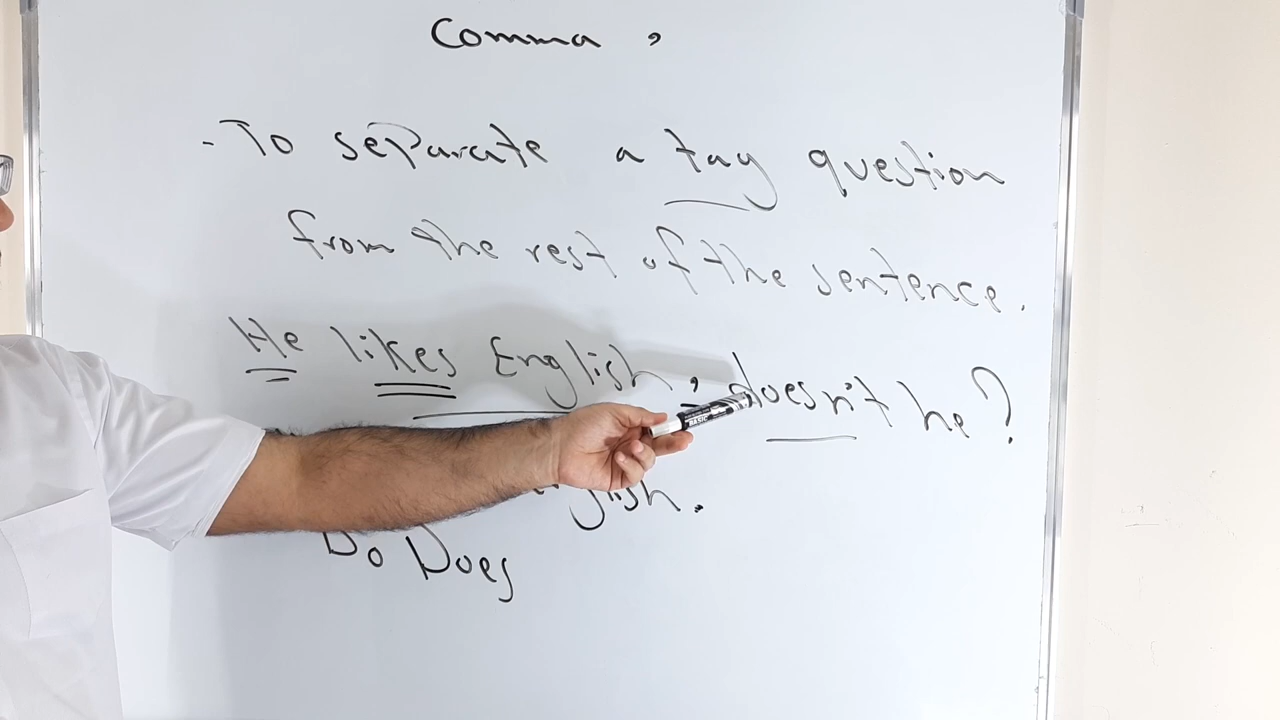 Comma ,
- To separate a tag question
from the rest of the sentence.
He likes English, doesn't he?
Do Does